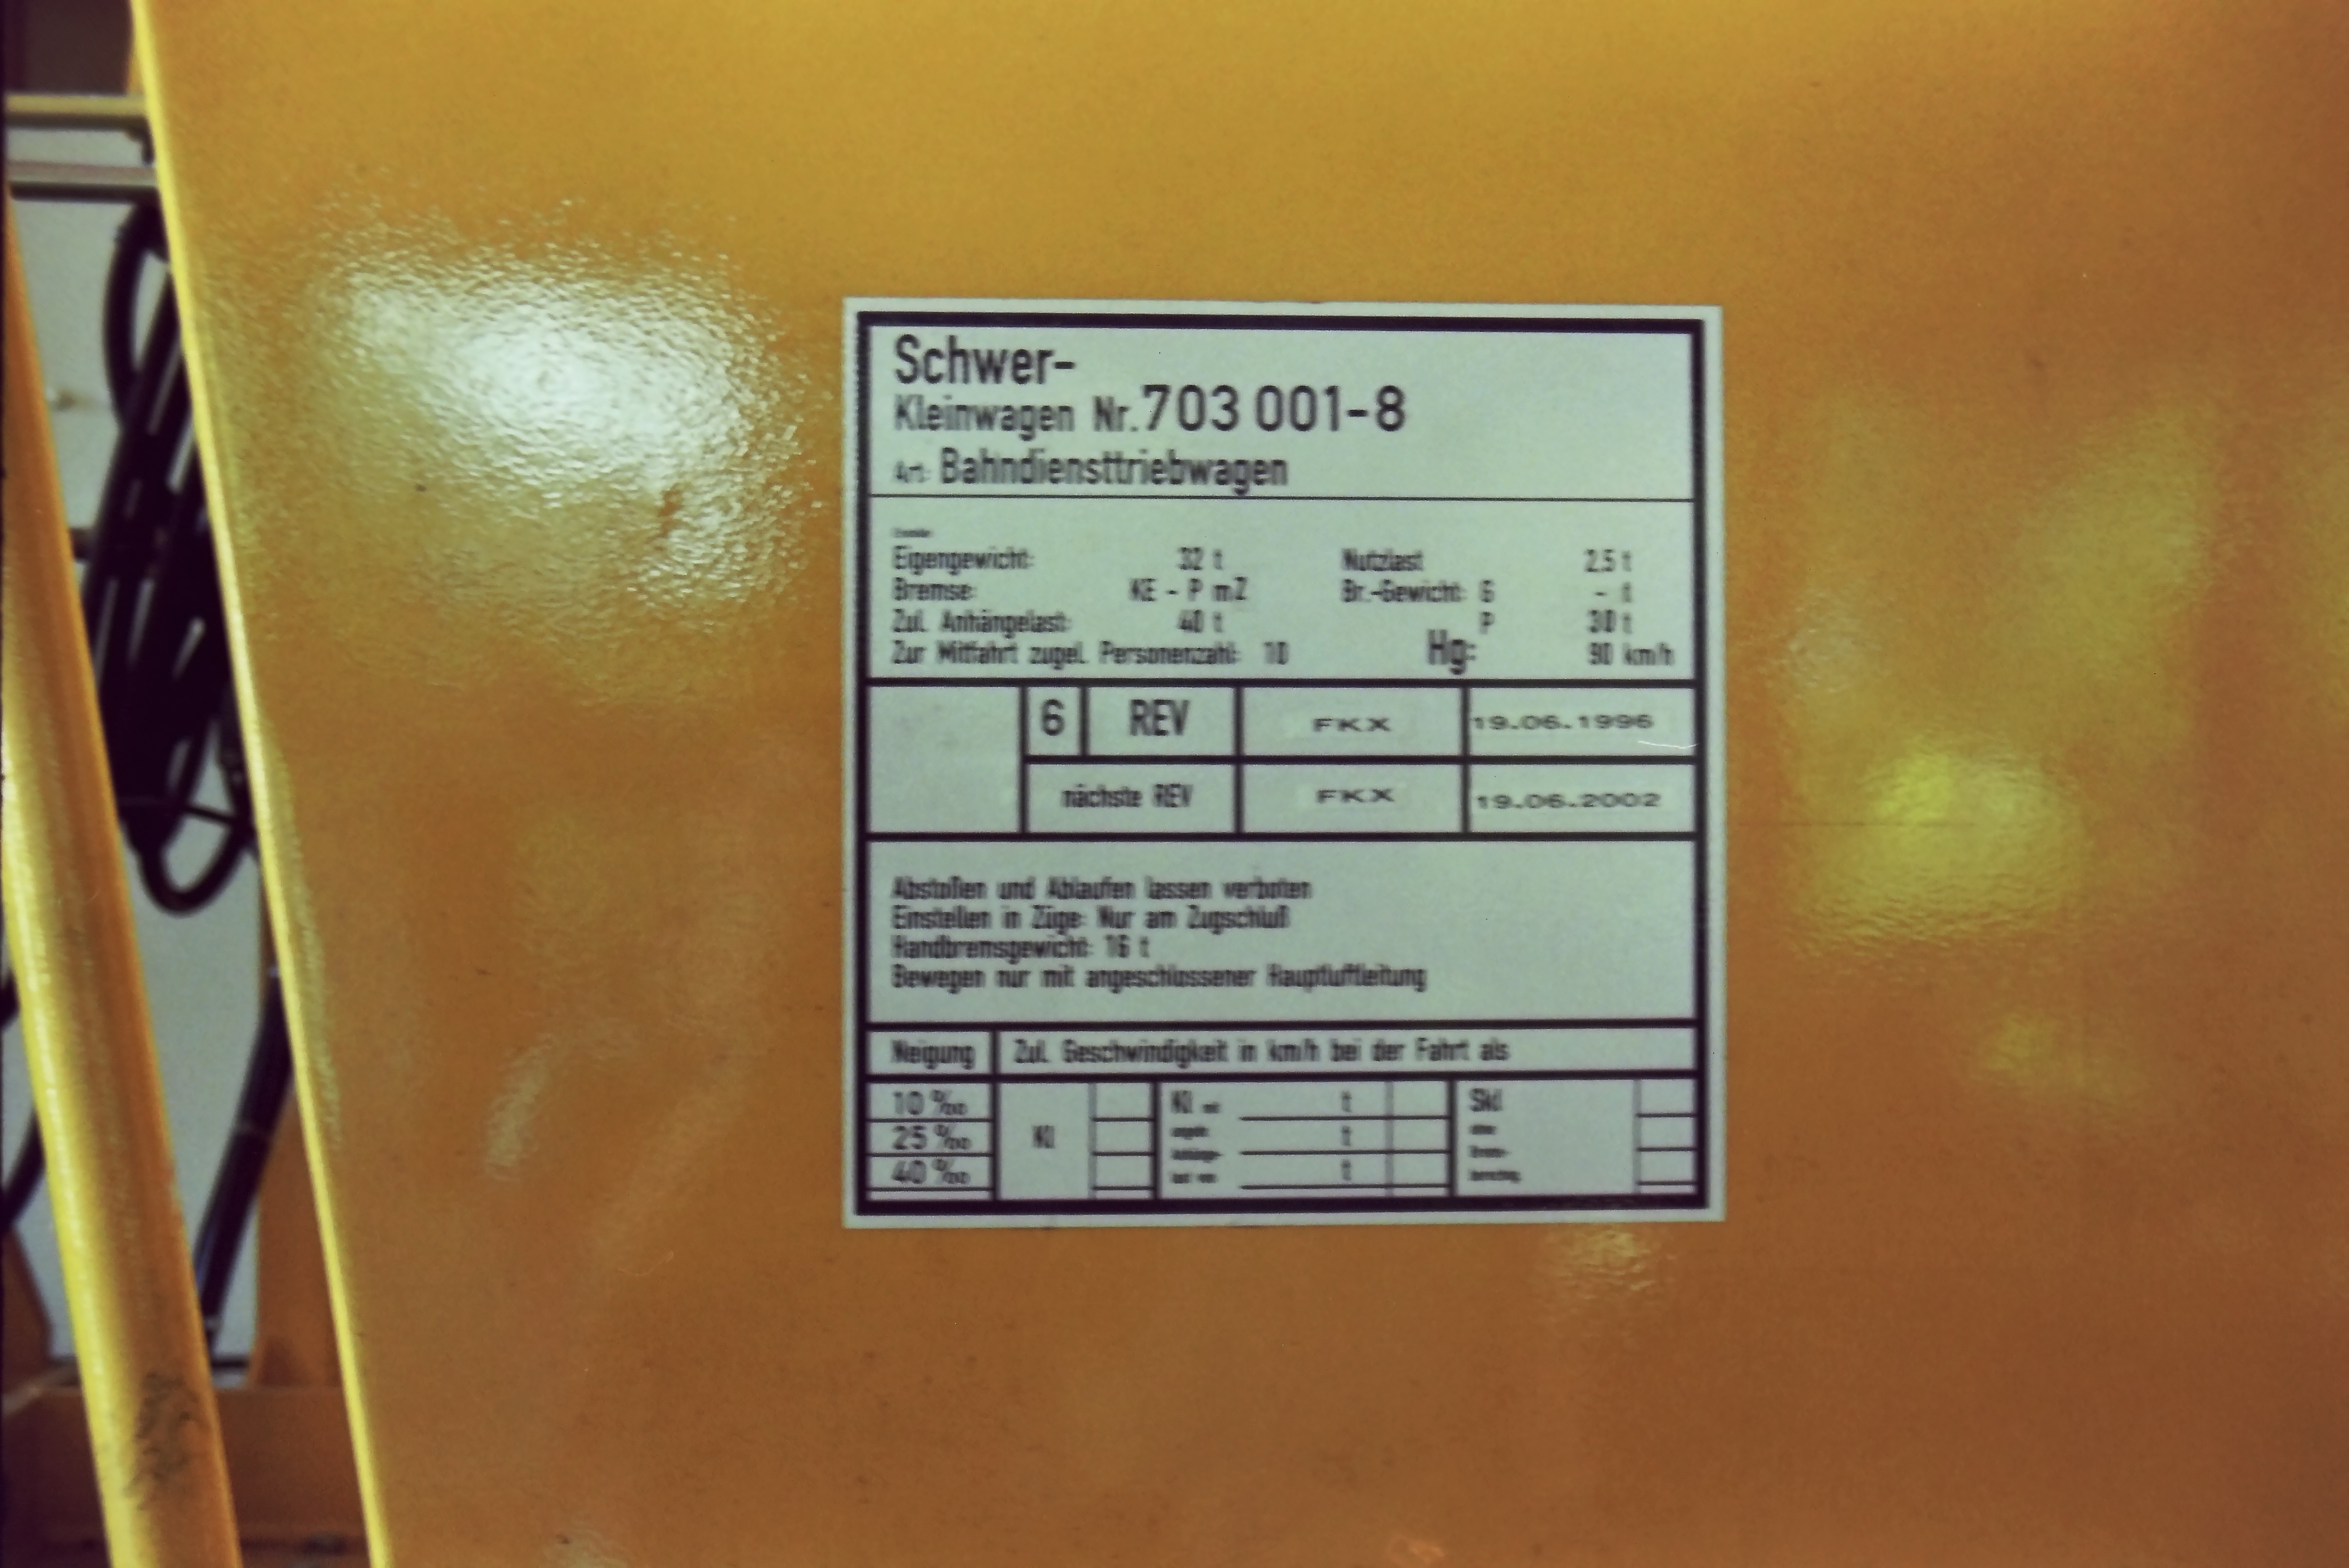 Schwer-
Kleinwagen Nr. 703 001-8
Art: Bahndiensttriebwagen
Eigengewicht: 32 t Nutzlast 2,5 t
Bremse: KE - P mZ Br.-Gewicht: G - t
Zul. Anhängelast: 40 t P 30 t
Zur Mitfahrt zugel. Personenzahl: 10 Hg: 90 km/h
6 REV FKX 19.06.1996
nächste REV FKX 19.06.2002
Abstoßen und Ablaufen lassen verboten
Einstellen in Züge: Nur am Zugschluß
Handbremsgewicht: 16 t
Bewegen nur mit angeschlossener Hauptluftleitung
Neigung Zul. Geschwindigkeit in km/h bei der Fahrt als
10 ‰ t Skl
25 ‰ t
40 ‰ t